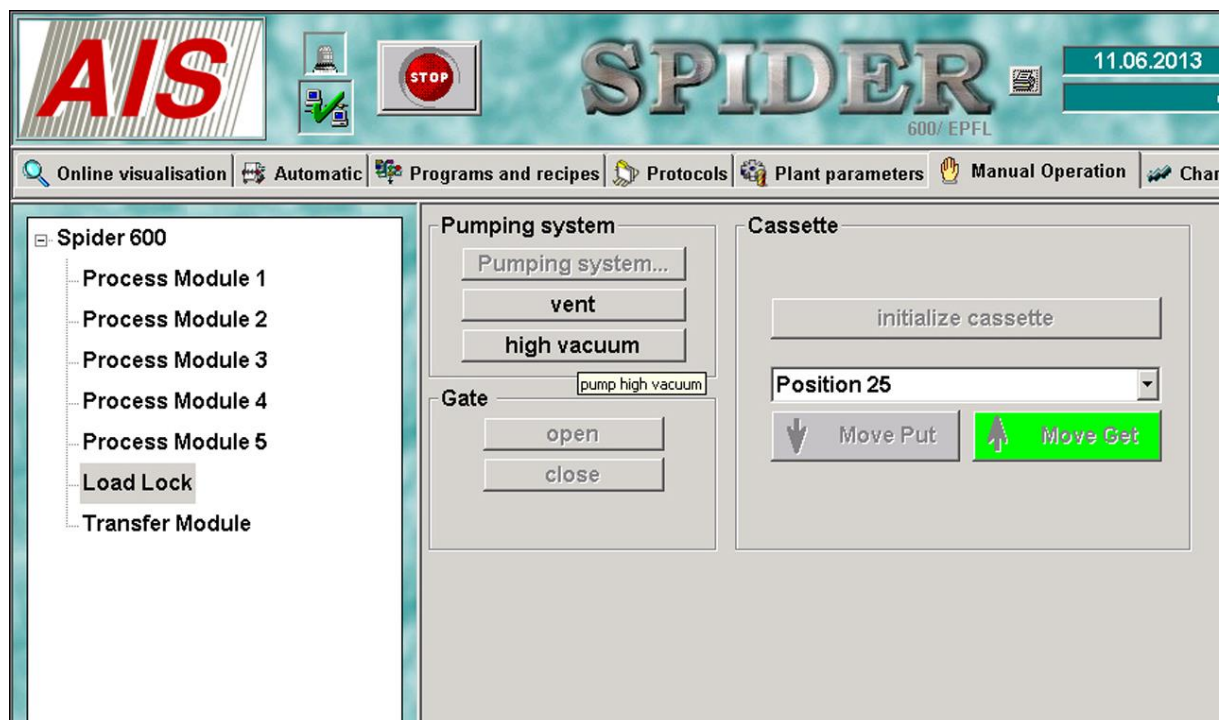 AIS
STOP
SPIDER
600/ EPFL
11.06.2013
Online visualisation Automatic Programs and recipes Protocols Plant parameters Manual Operation
Spider 600
Process Module 1
Process Module 2
Process Module 3
Process Module 4
Process Module 5
Load Lock
Transfer Module
Pumping system
Pumping system...
vent
high vacuum
pump high vacuum
Gate
open
close
Cassette
initialize cassette
Position 25
Move Put Move Get